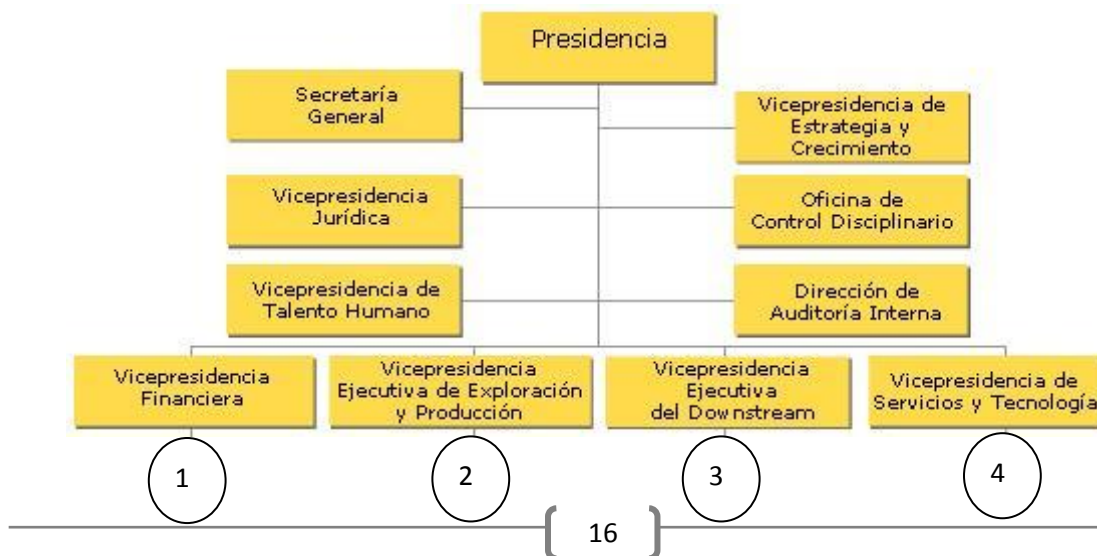 Presidencia
Secretaría
General
Vicepresidencia de
Estrategia y
Crecimiento
Vicepresidencia
Jurídica
Oficina de
Control Disciplinario
Vicepresidencia de
Talento Humano
Dirección de
Auditoría Interna
Vicepresidencia
Financiera
Vicepresidencia
Ejecutiva de Exploración
y Producción
Vicepresidencia
Ejecutiva
del Downstream
Vicepresidencia de
Servicios y Tecnología
1
2
3
4
16